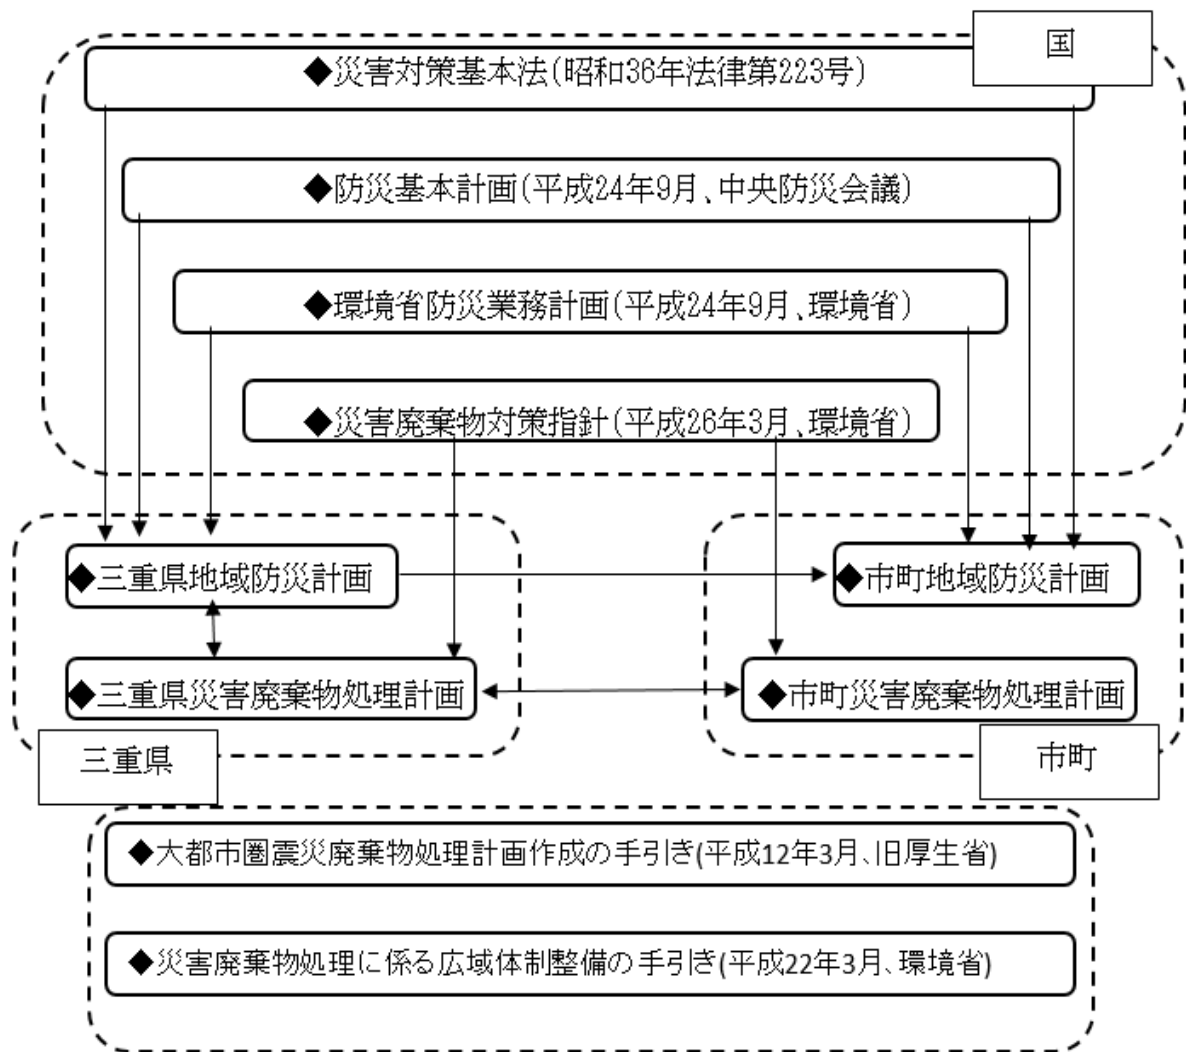 国
◆災害対策基本法(昭和36年法律第223号)
◆防災基本計画(平成24年9月、中央防災会議)
◆環境省防災業務計画(平成24年9月、環境省)
◆災害廃棄物対策指針(平成26年3月、環境省)
◆三重県地域防災計画
◆市町地域防災計画
◆三重県災害廃棄物処理計画
◆市町災害廃棄物処理計画
三重県
市町
◆大都市圏震災廃棄物処理計画作成の手引き(平成12年3月、旧厚生省)
◆災害廃棄物処理に係る広域体制整備の手引き(平成22年3月、環境省)